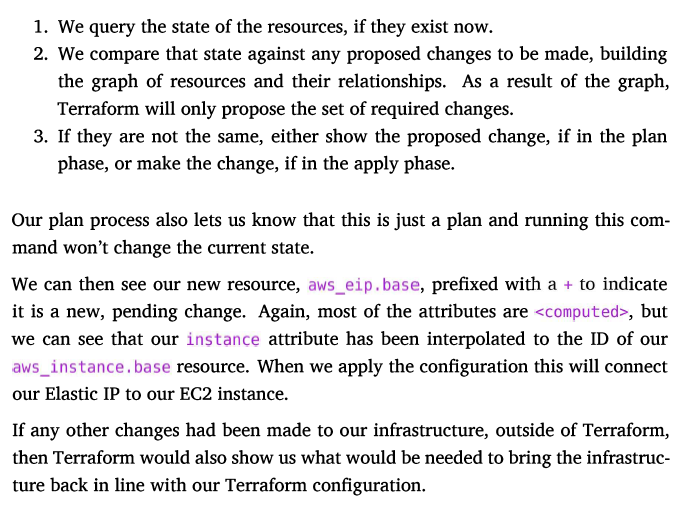 1. We query the state of the resources, if they exist now.
2. We compare that state against any proposed changes to be made, building
the graph of resources and their relationships. As a result of the graph,
Terraform will only propose the set of required changes.
3. If they are not the same, either show the proposed change, if in the plan
phase, or make the change, if in the apply phase.
Our plan process also lets us know that this is just a plan and running this com-
mand won’t change the current state.
We can then see our new resource, aws_eip.base, prefixed with a + to indicate
it is a new, pending change. Again, most of the attributes are <computed>, but
we can see that our instance attribute has been interpolated to the ID of our
aws_instance.base resource. When we apply the configuration this will connect
our Elastic IP to our EC2 instance.
If any other changes had been made to our infrastructure, outside of Terraform,
then Terraform would also show us what would be needed to bring the infrastruc-
ture back in line with our Terraform configuration.